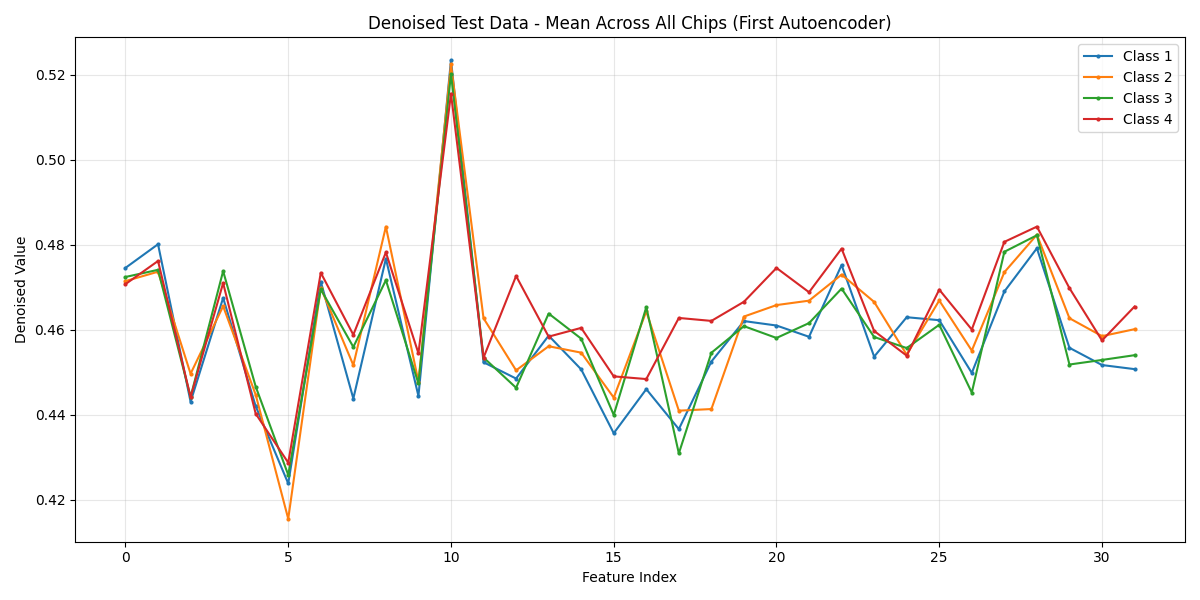 Denoised Test Data - Mean Across All Chips (First Autoencoder)
Class 1
Class 2
Class 3
Class 4
Denoised Value
0.52
0.50
0.48
0.46
0.44
0.42
0 5 10 15 20 25 30
Feature Index